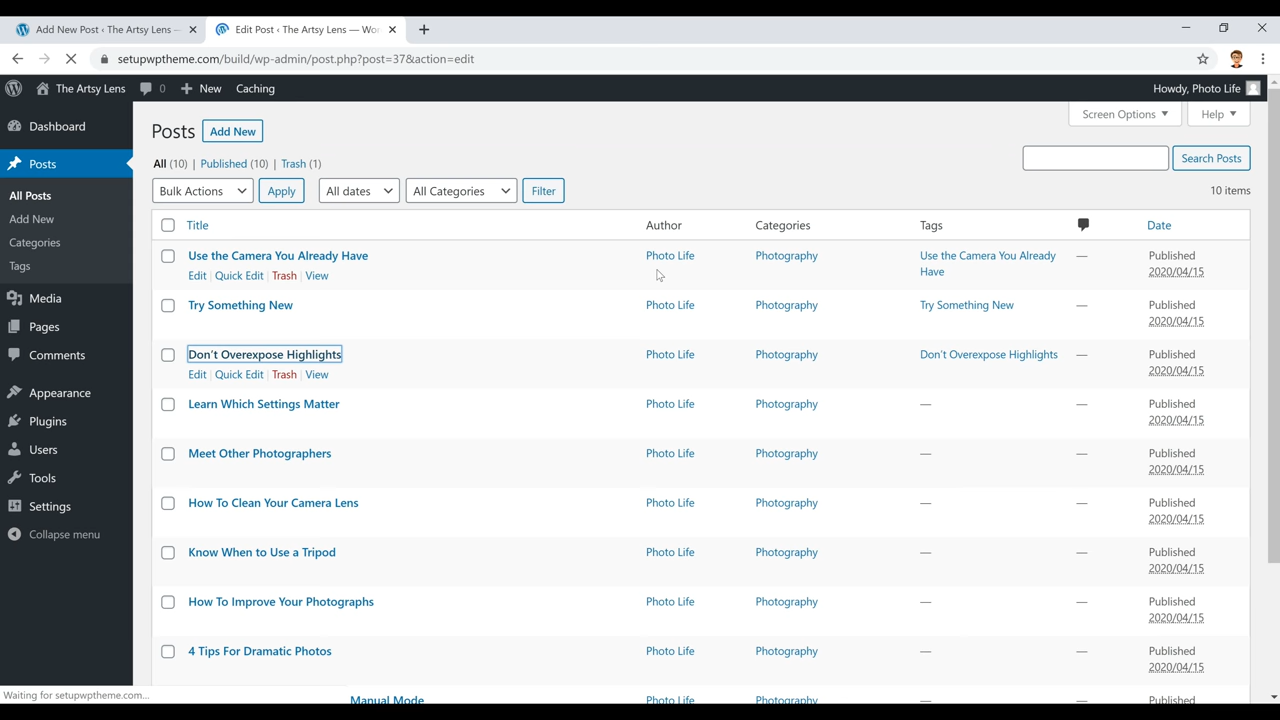 Add New Post ‹ The Artsy Lens —
Edit Post ‹ The Artsy Lens — Wor
setupwptheme.com/build/wp-admin/post.php?post=37&action=edit
The Artsy Lens 0 New Caching Howdy, Photo Life
Dashboard
Posts
All Posts
Add New
Categories
Tags
Media
Pages
Comments
Appearance
Plugins
Users
Tools
Settings
Collapse menu
Screen Options Help
Posts Add New
All (10) | Published (10) | Trash (1)
Search Posts
Bulk Actions Apply All dates All Categories Filter
10 items
Title Author Categories Tags Date
Use the Camera You Already Have Photo Life Photography Use the Camera You Already Published
Edit | Quick Edit | Trash | View Have 2020/04/15
Try Something New Photo Life Photography Try Something New — Published
2020/04/15
Don't Overexpose Highlights Photo Life Photography Don't Overexpose Highlights — Published
Edit | Quick Edit | Trash | View 2020/04/15
Learn Which Settings Matter Photo Life Photography — — Published
2020/04/15
Meet Other Photographers Photo Life Photography — — Published
2020/04/15
How To Clean Your Camera Lens Photo Life Photography — — Published
2020/04/15
Know When to Use a Tripod Photo Life Photography — — Published
2020/04/15
How To Improve Your Photographs Photo Life Photography — — Published
2020/04/15
4 Tips For Dramatic Photos Photo Life Photography — — Published
2020/04/15
Manual Mode Photo Life Photography — — Published
Waiting for setupwptheme.com...